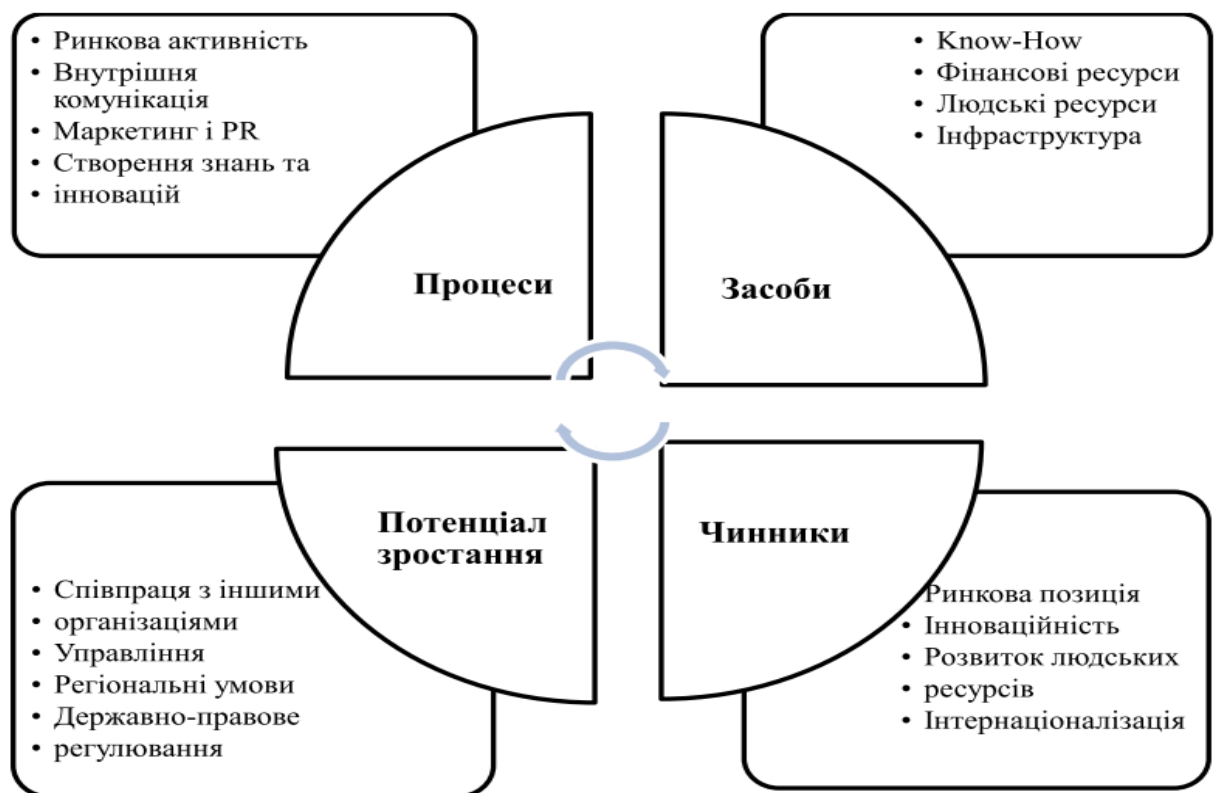 • Ринкова активність
• Внутрішня
комунікація
• Маркетинг і PR
• Створення знань та
• інновацій
• Know-How
• Фінансові ресурси
• Людські ресурси
• Інфраструктура
Процеси
Засоби
Потенціал
зростання
Чинники
• Співпраця з іншими
• організаціями
• Управління
• Регіональні умови
• Державно-правове
• регулювання
Ринкова позиція
• Інноваційність
• Розвиток людських
• ресурсів
• Інтернаціоналізація